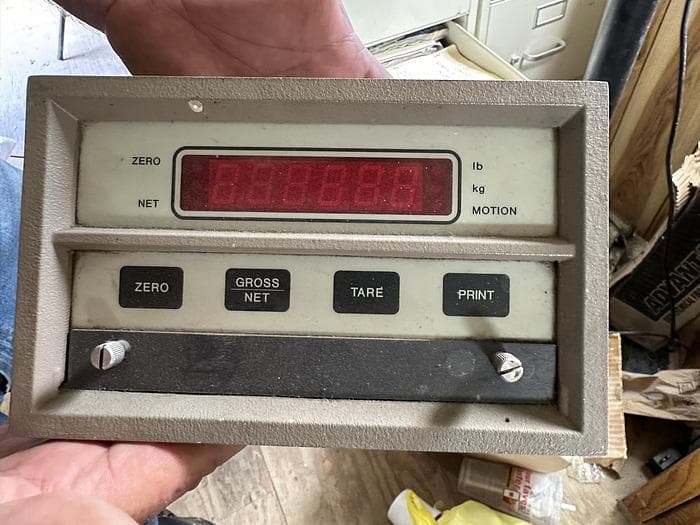 ZERO
lb
kg
NET
MOTION
ZERO
GROSS
NET
TARE
PRINT